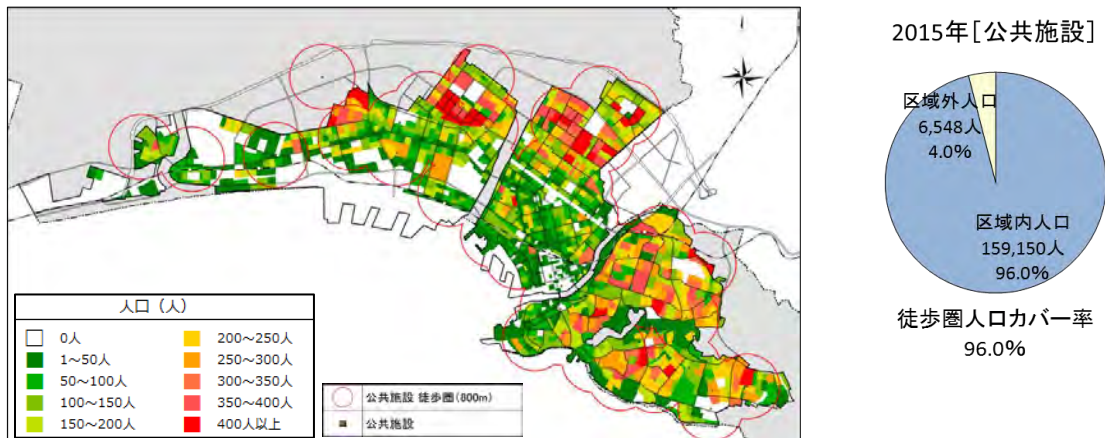 2015年[公共施設]
区域外人口
6,548人
4.0%
区域内人口
159,150人
96.0%
徒歩圏人口カバー率
96.0%
人口（人）
0人
1～50人
50～100人
100～150人
150～200人
200～250人
250～300人
300～350人
350～400人
400人以上
公共施設 徒歩圏(800m)
公共施設